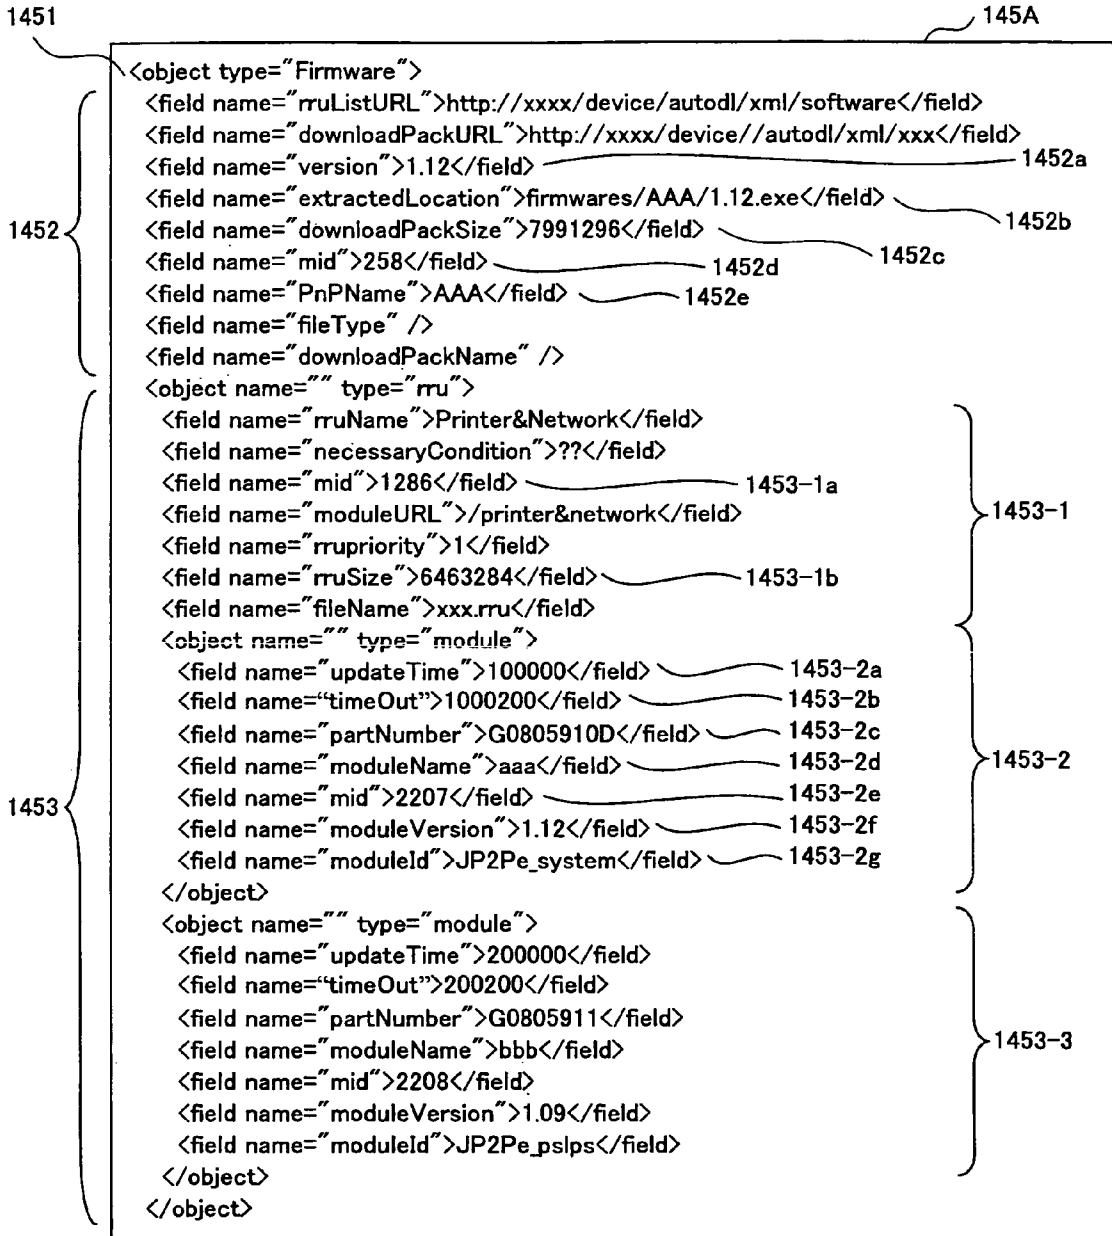 1451
145A
<object type="Firmware">
<field name="rruListURL">http://xxxx/device/autodl/xml/software</field>
<field name="downloadPackURL">http://xxxx/device//autodl/xml/xxx</field>
<field name="version">1.12</field> 1452a
<field name="extractedLocation">firmwares/AAA/1.12.exe</field> 1452b
1452 <field name="downloadPackSize">7991296</field> 1452c
<field name="mid">258</field> 1452d
<field name="PnPName">AAA</field> 1452e
<field name="fileType" />
<field name="downloadPackName" />
<object name="" type="rru">
<field name="rruName">Printer&Network</field>
<field name="necessaryCondition">??</field>
<field name="mid">1286</field> 1453-1a
<field name="moduleURL">/printer&network</field> 1453-1
<field name="rrupriority">1</field>
<field name="rruSize">6463284</field> 1453-1b
<field name="fileName">xxx.rru</field>
<object name="" type="module">
<field name="updateTime">100000</field> 1453-2a
<field name="timeOut">1000200</field> 1453-2b
<field name="partNumber">G0805910D</field> 1453-2c
<field name="moduleName">aaa</field> 1453-2d 1453-2
1453 <field name="mid">2207</field> 1453-2e
<field name="moduleVersion">1.12</field> 1453-2f
<field name="moduleId">JP2Pe_system</field> 1453-2g
</object>
<object name="" type="module">
<field name="updateTime">200000</field>
<field name="timeOut">200200</field>
<field name="partNumber">G0805911</field>
<field name="moduleName">bbb</field> 1453-3
<field name="mid">2208</field>
<field name="moduleVersion">1.09</field>
<field name="moduleId">JP2Pe_pslps</field>
</object>
</object>